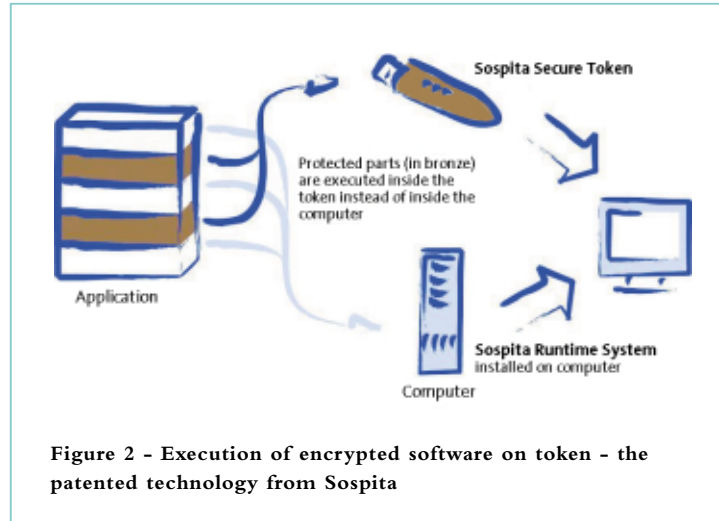 Sospita Secure Token
Protected parts (in bronze)
are executed inside the
token instead of inside the
computer
Application
Sospita Runtime System
installed on computer
Computer
Figure 2 - Execution of encrypted software on token - the
patented technology from Sospita